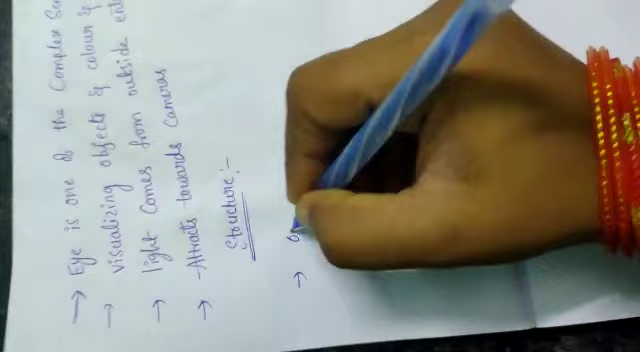 → Eye is one of the Complex
→ visualizing objects & colour &
→ light Comes from outside
→ Attracts towards Cameras
Structure :-
→